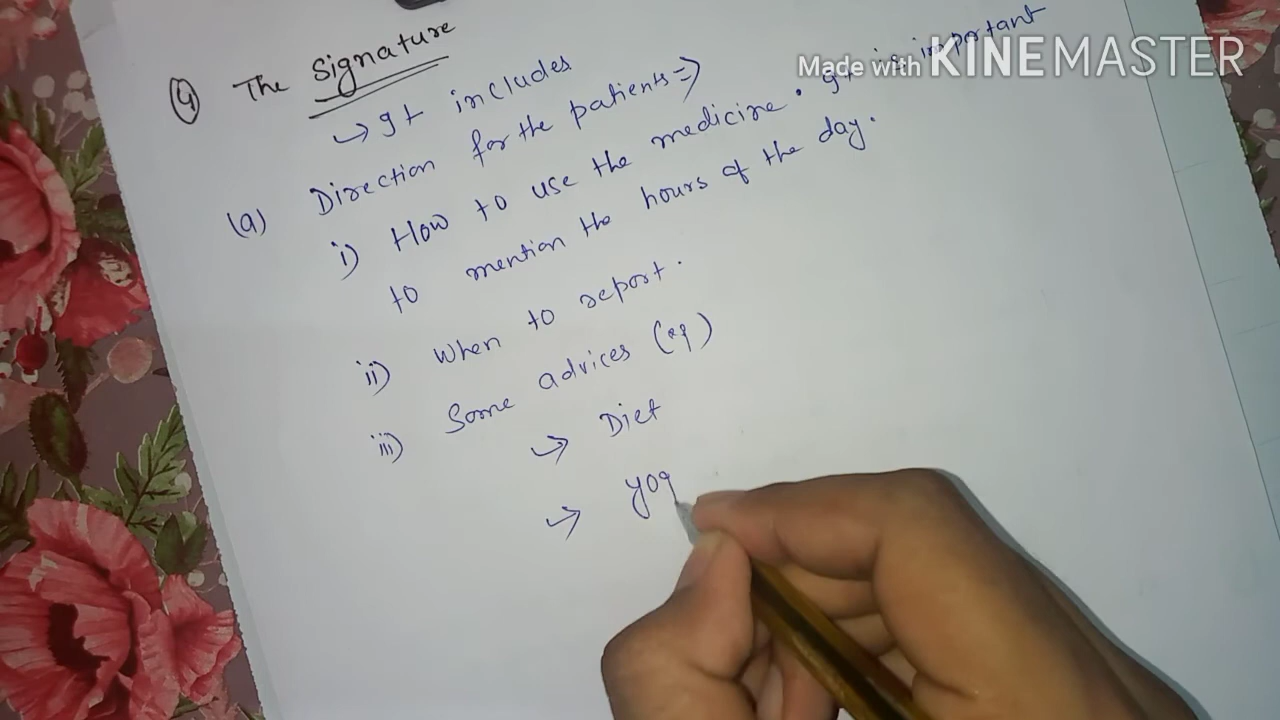 Made with KINEMASTER
④ The Signature
→ It includes
(a) Direction for the patients ⇒
i) How to use the medicine. It is important
to mention the hours of the day.
ii) When to report.
iii) Some advices (eg)
→ Diet
→ yog